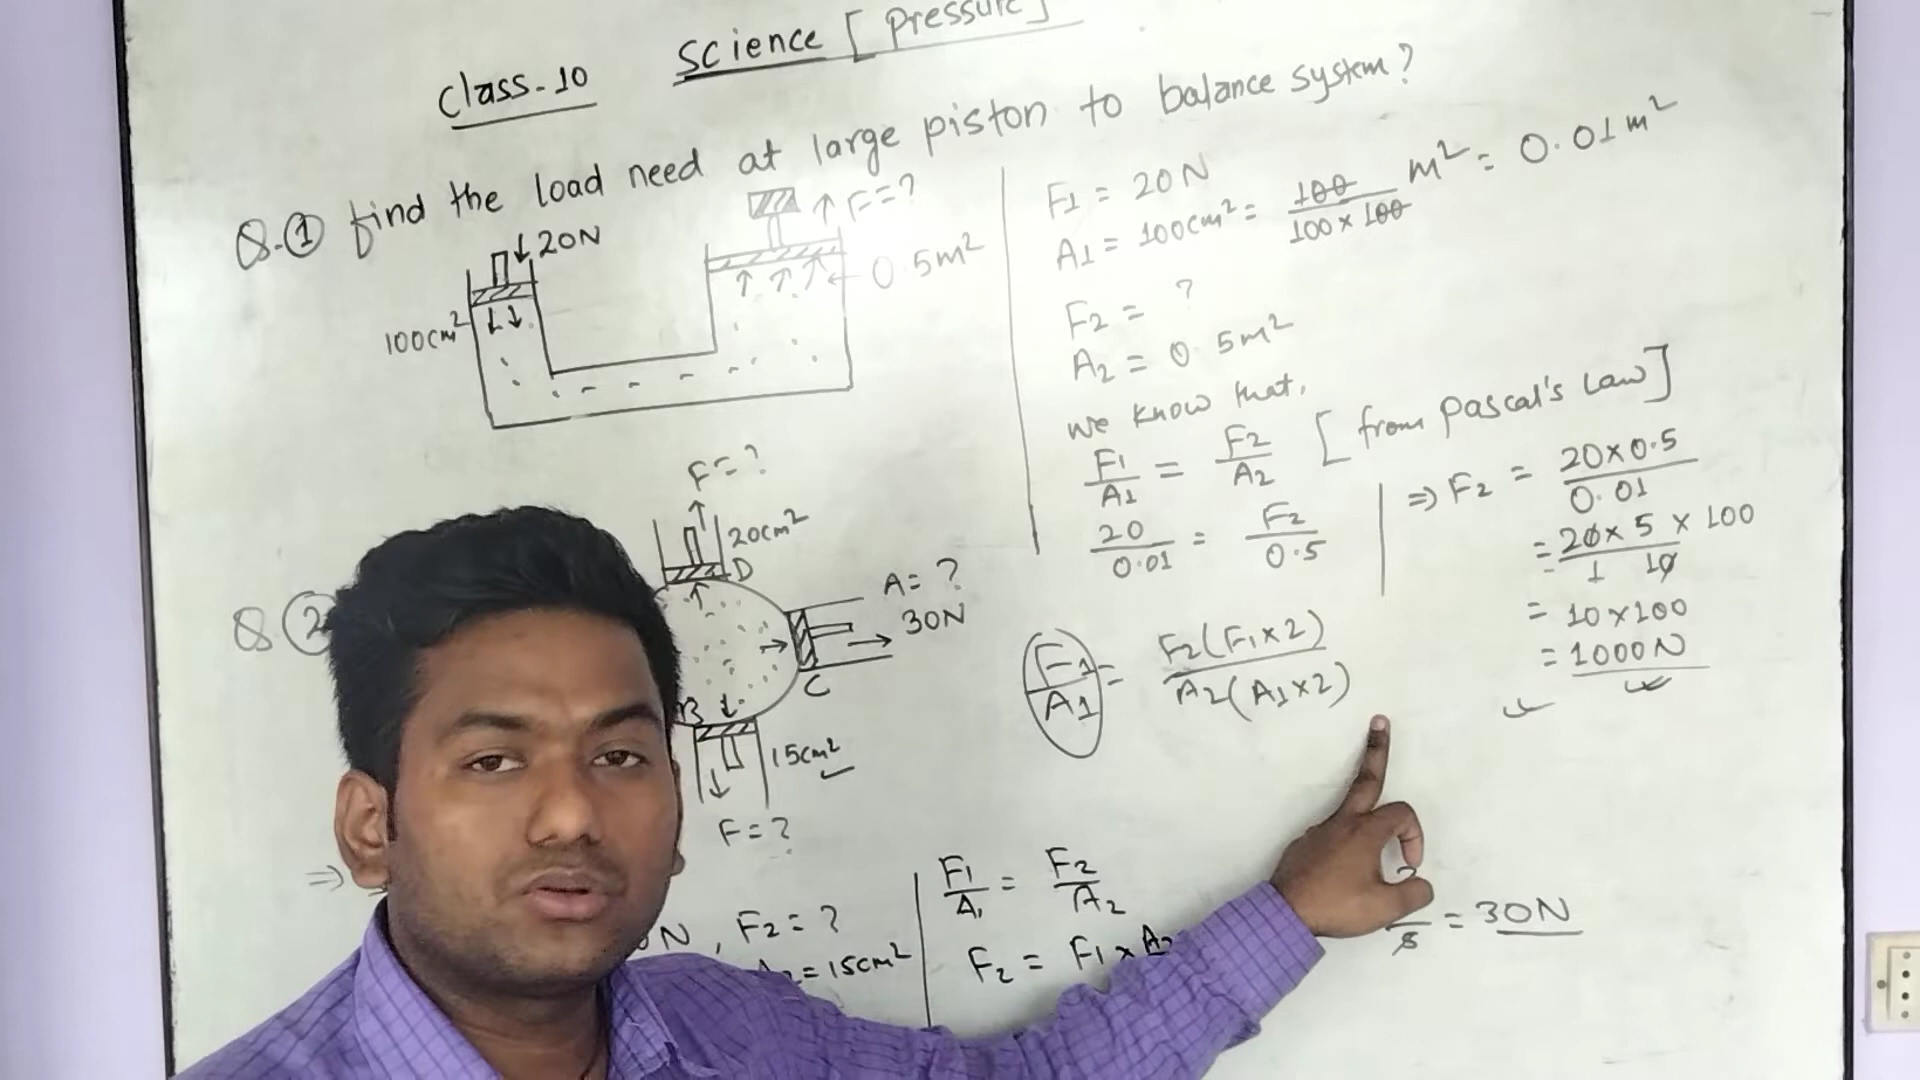 Class-10 Science [Pressure]
Q.① find the load need at large piston to balance system?
↓20N
↑ F=?
100cm²
← 0.5m²
F1 = 20N
A1 = 100cm² = 100/100×100 m² = 0.01m²
F2 = ?
A2 = 0.5m²
we know that,
F1/A1 = F2/A2 [from Pascal's Law]
20/0.01 = F2/0.5
⇒ F2 = 20×0.5/0.01
= 20×5×100/1 10
= 10×100
= 1000N
Q②
F=?
20cm²
D
A=?
30N
C
B
15cm²
F=?
F1/A1 = F2(F1×2)/A2(A1×2)
⇒
N, F2=?
=15cm²
F1/A1 = F2/A2
F2 = F1×A2
= 30N